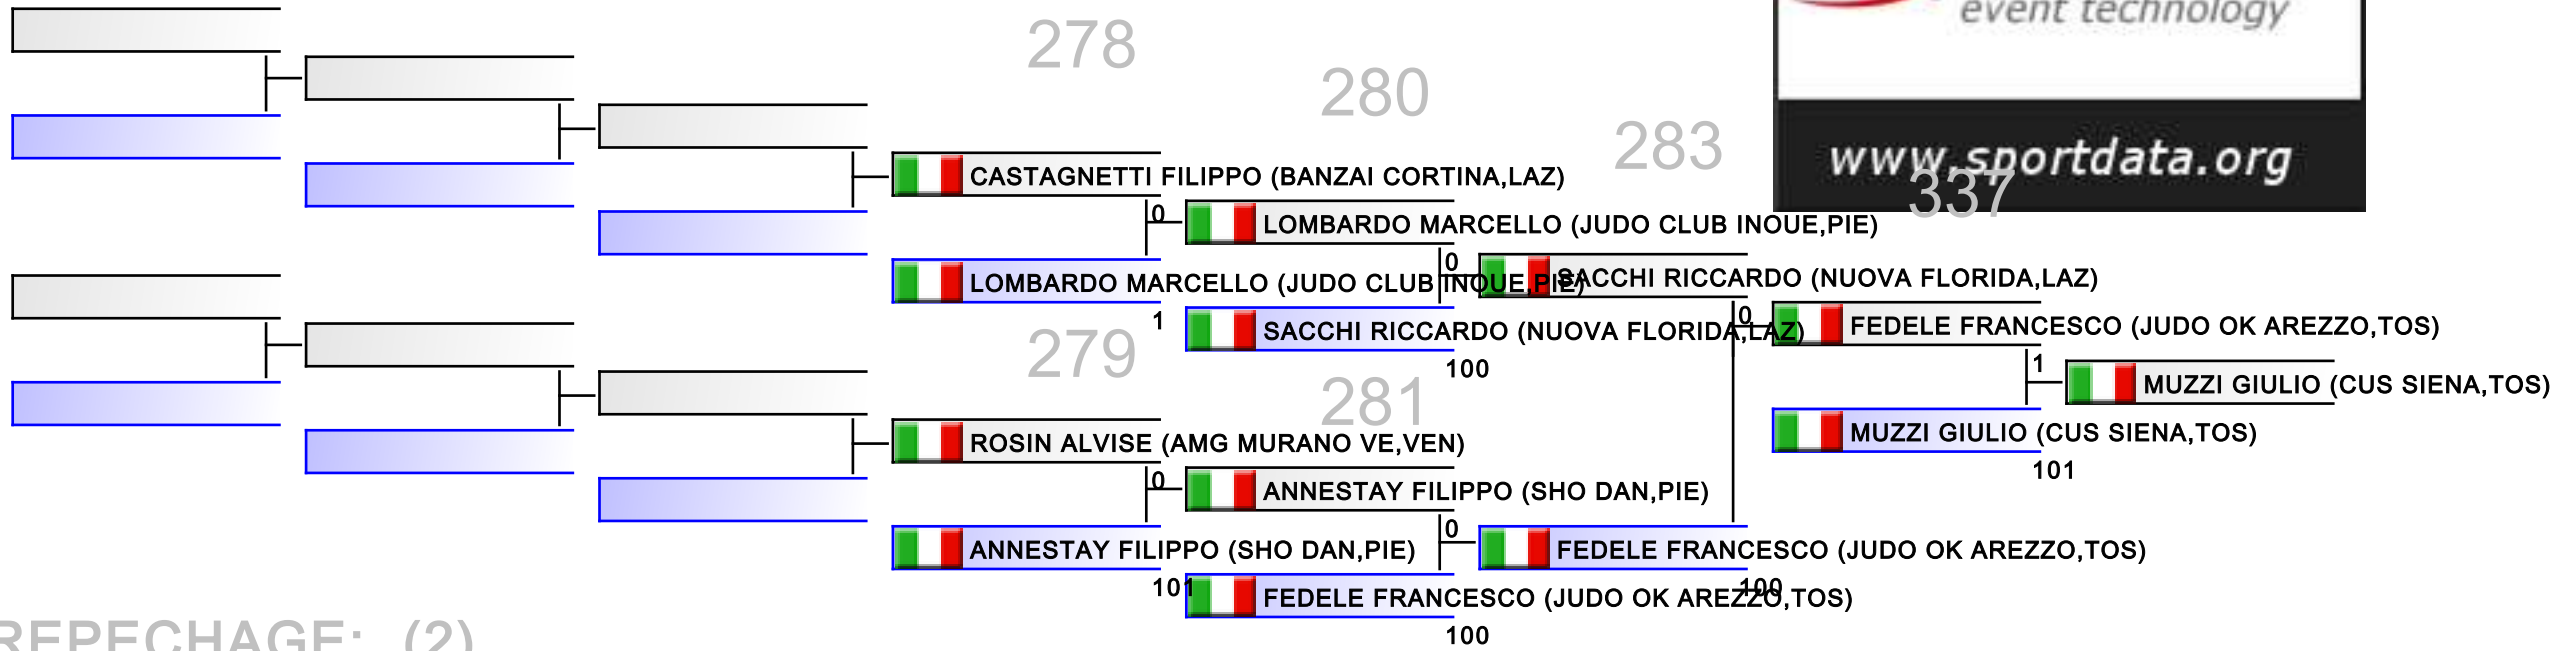 event technology
278
280
283
www.sportdata.org
337
CASTAGNETTI FILIPPO (BANZAI CORTINA,LAZ)
0
LOMBARDO MARCELLO (JUDO CLUB INOUE,PIE)
LOMBARDO MARCELLO (JUDO CLUB INOUE,PIE)
1
0
SACCHI RICCARDO (NUOVA FLORIDA,LAZ)
SACCHI RICCARDO (NUOVA FLORIDA,LAZ)
100
0
FEDELE FRANCESCO (JUDO OK AREZZO,TOS)
1
MUZZI GIULIO (CUS SIENA,TOS)
MUZZI GIULIO (CUS SIENA,TOS)
101
279
281
ROSIN ALVISE (AMG MURANO VE,VEN)
0
ANNESTAY FILIPPO (SHO DAN,PIE)
ANNESTAY FILIPPO (SHO DAN,PIE)
101
0
FEDELE FRANCESCO (JUDO OK AREZZO,TOS)
100
FEDELE FRANCESCO (JUDO OK AREZZO,TOS)
100
REPECHAGE: (2)